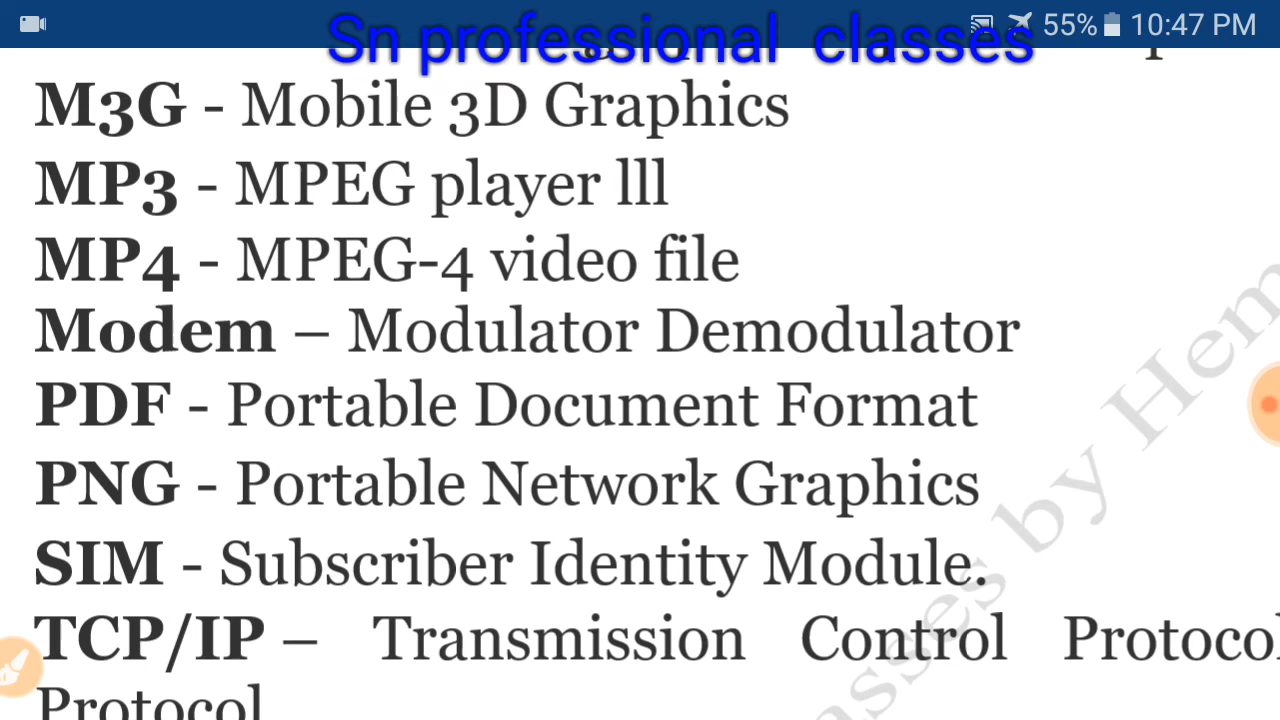 Sn professional classes
55% 10:47 PM
M3G - Mobile 3D Graphics
MP3 - MPEG player lll
MP4 - MPEG-4 video file
Modem – Modulator Demodulator
PDF - Portable Document Format
PNG - Portable Network Graphics
SIM - Subscriber Identity Module.
TCP/IP – Transmission Control Protocol
Protocol
by Hem